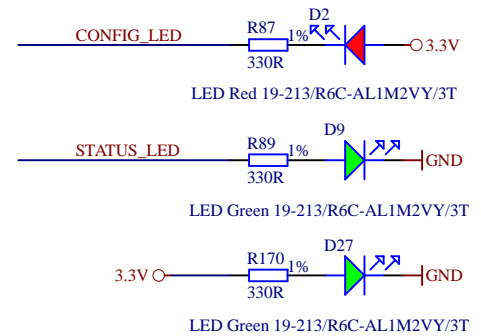 D2
CONFIG_LED R87 1% 3.3V
330R
LED Red 19-213/R6C-AL1M2VY/3T
D9
STATUS_LED R89 1% GND
330R
LED Green 19-213/R6C-AL1M2VY/3T
D27
3.3V R170 1% GND
330R
LED Green 19-213/R6C-AL1M2VY/3T